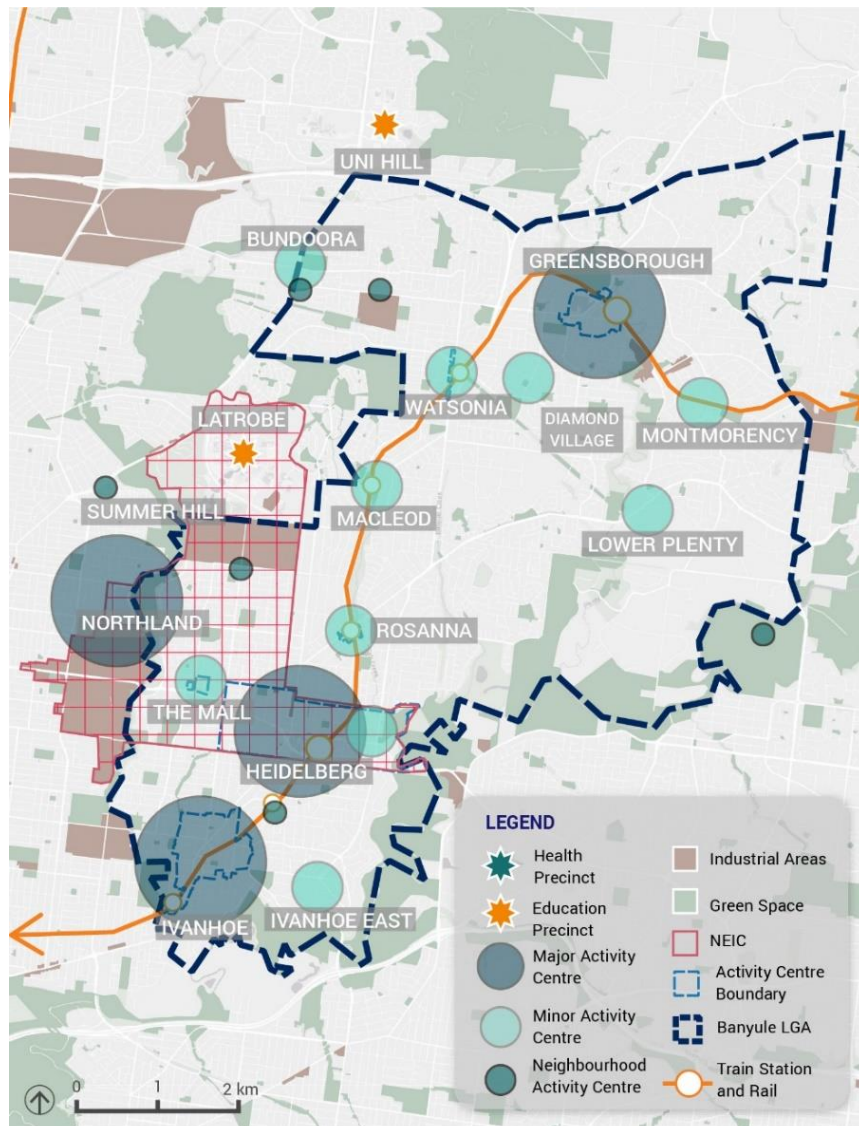 UNI HILL
BUNDOORA
GREENSBOROUGH
WATSONIA
DIAMOND
VILLAGE
MONTMORENCY
LATROBE
MACLEOD
SUMMER HILL
LOWER PLENTY
NORTHLAND
ROSANNA
THE MALL
HEIDELBERG
IVANHOE
IVANHOE EAST
LEGEND
Health
Precinct
Education
Precinct
Major Activity
Centre
Minor Activity
Centre
Neighbourhood
Activity Centre
Industrial Areas
Green Space
NEIC
Activity Centre
Boundary
Banyule LGA
Train Station
and Rail
0 1 2 km